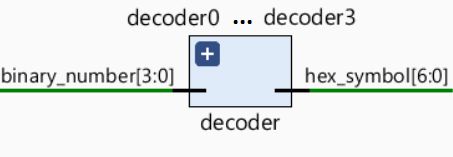 decoder0 ... decoder3
binary_number[3:0]
hex_symbol[6:0]
decoder